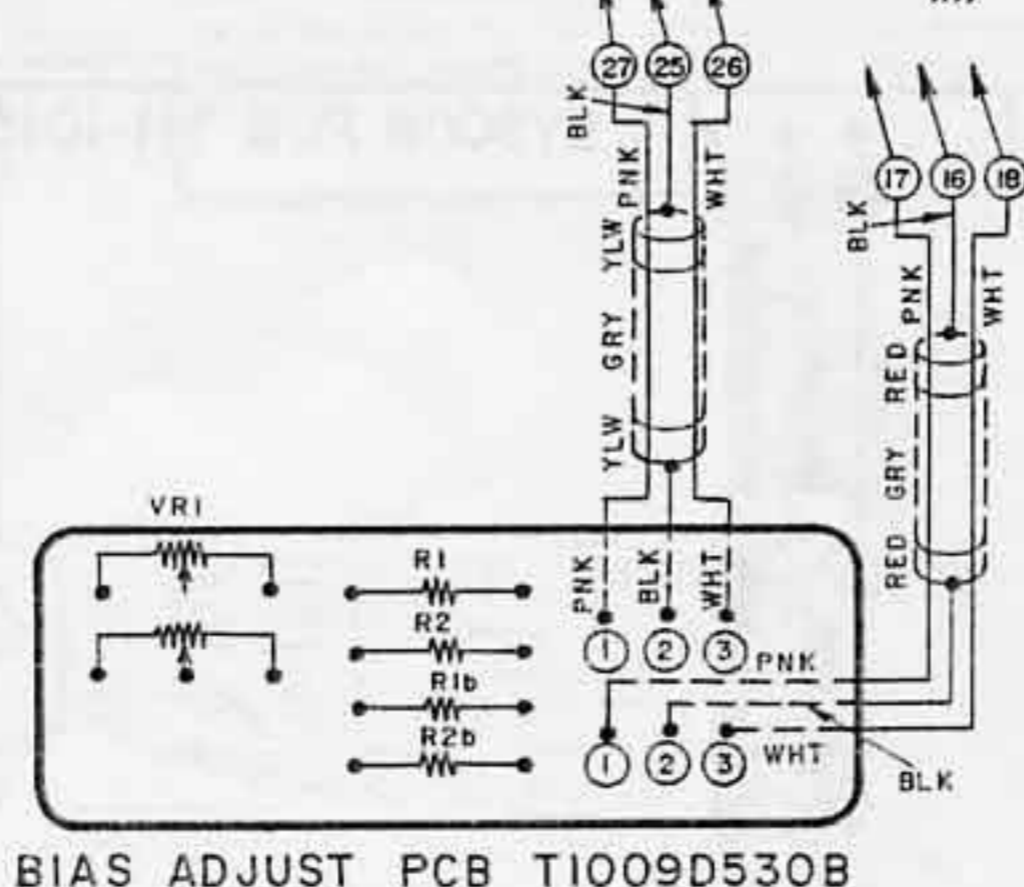 27 25 26
BLK
PNK
WHT
YLW
GRY
YLW
17 16 18
BLK
PNK
WHT
RED
GRY
RED
VR1
R1
R2
R1b
R2b
PNK
BLK
WHT
1 2 3
PNK
1 2 3
WHT
BLK
BIAS ADJUST PCB T1009D530B